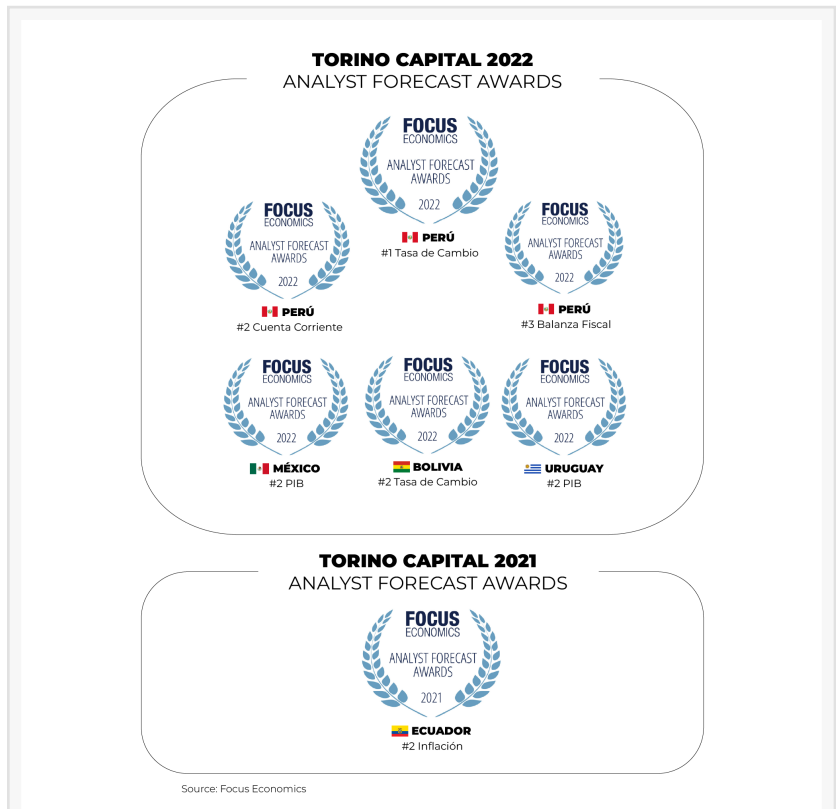 TORINO CAPITAL 2022
ANALYST FORECAST AWARDS
FOCUS
ECONOMICS
ANALYST FORECAST
AWARDS
2022
PERÚ
#1 Tasa de Cambio
FOCUS
ECONOMICS
ANALYST FORECAST
AWARDS
2022
PERÚ
#2 Cuenta Corriente
FOCUS
ECONOMICS
ANALYST FORECAST
AWARDS
2022
PERÚ
#3 Balanza Fiscal
FOCUS
ECONOMICS
ANALYST FORECAST
AWARDS
2022
MÉXICO
#2 PIB
FOCUS
ECONOMICS
ANALYST FORECAST
AWARDS
2022
BOLIVIA
#2 Tasa de Cambio
FOCUS
ECONOMICS
ANALYST FORECAST
AWARDS
2022
URUGUAY
#2 PIB
TORINO CAPITAL 2021
ANALYST FORECAST AWARDS
FOCUS
ECONOMICS
ANALYST FORECAST
AWARDS
2021
ECUADOR
#2 Inflación
Source: Focus Economics